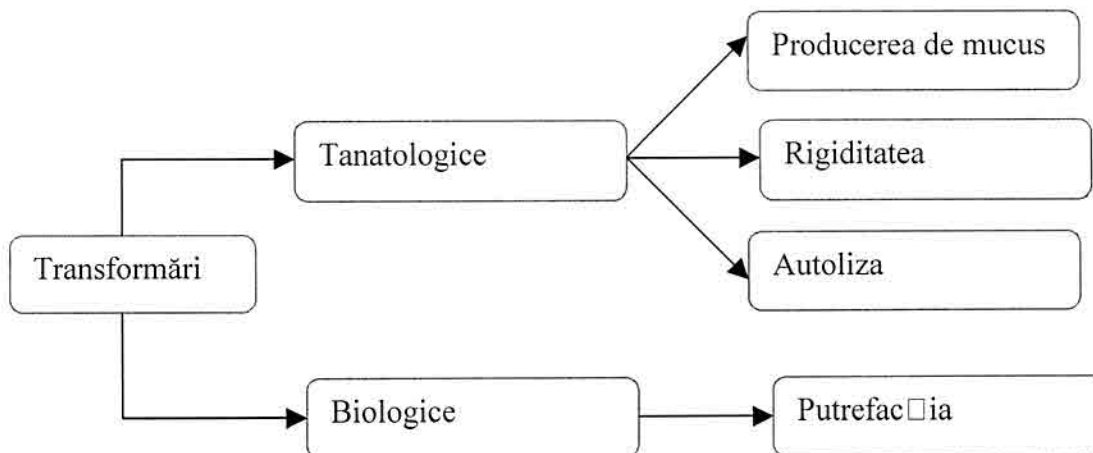 Producerea de mucus
Tanatologice
Rigiditatea
Transformări
Autoliza
Biologice
Putrefac□ia